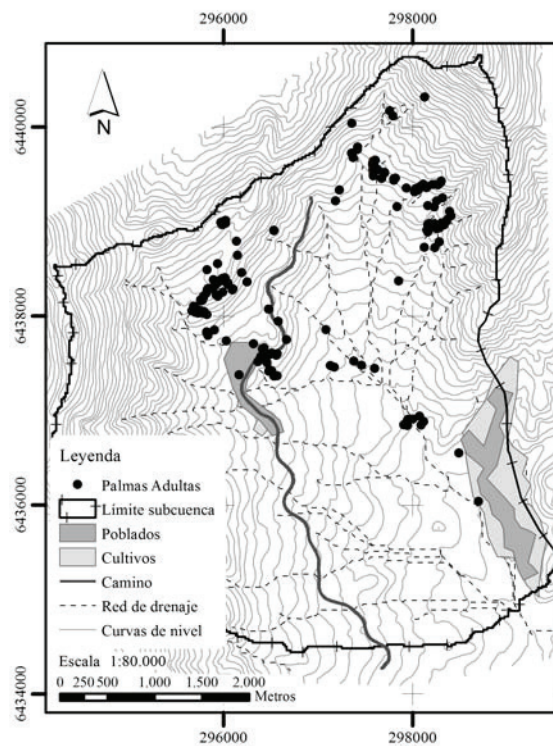 296000 298000
6440000
6438000
6436000
6434000
N
Leyenda
Palmas Adultas
Límite subcuenca
Poblados
Cultivos
Camino
Red de drenaje
Curvas de nivel
Escala 1:80.000
0 250 500 1.000 1.500 2.000
Metros
296000 298000